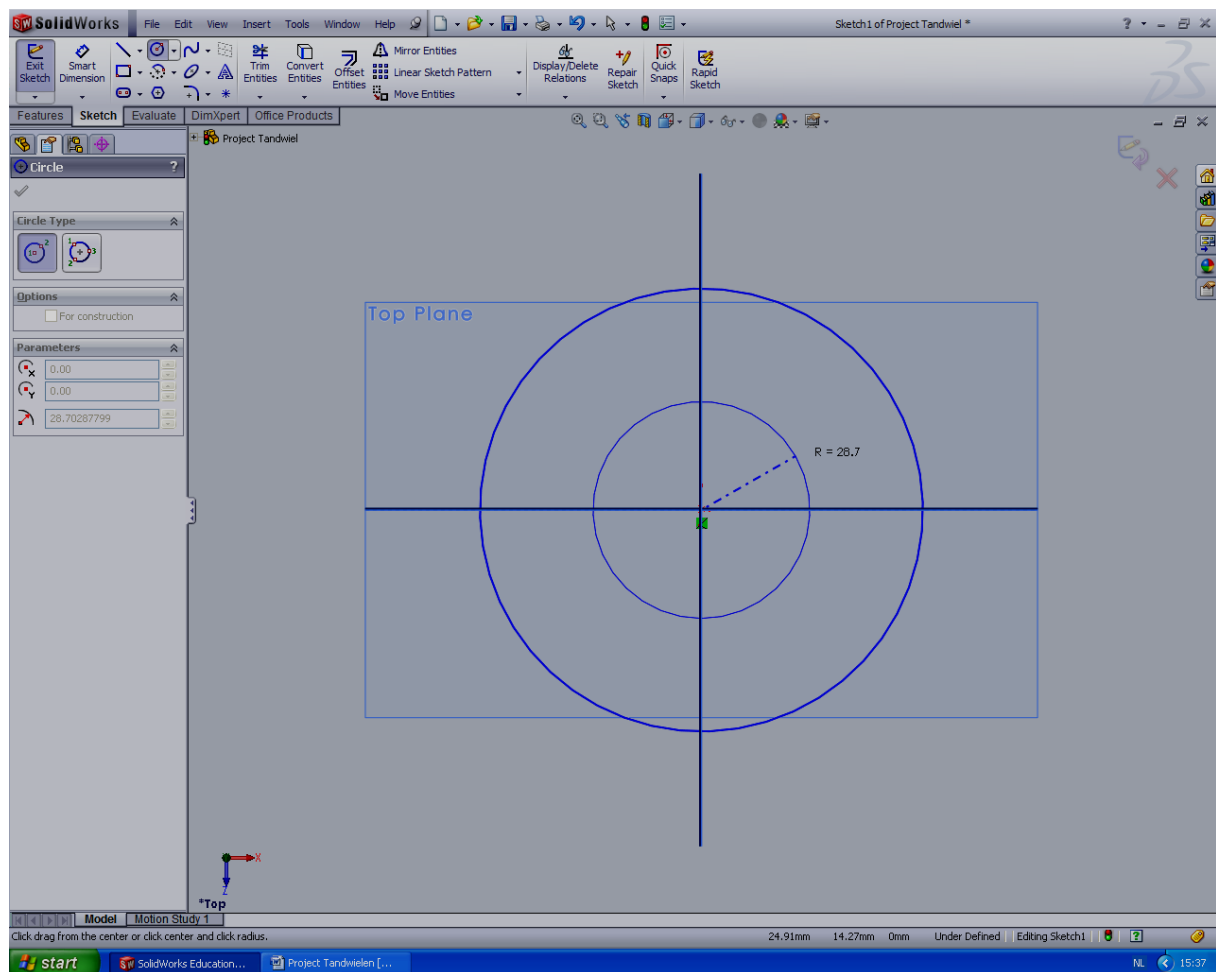 SolidWorks File Edit View Insert Tools Window Help Sketch1 of Project Tandwiel * ?
Exit Sketch
Smart Dimension
Trim Entities
Convert Entities
Offset Entities
Mirror Entities
Linear Sketch Pattern
Move Entities
Display/Delete Relations
Repair Sketch
Quick Snaps
Rapid Sketch
Features Sketch Evaluate DimXpert Office Products
Project Tandwiel
Circle ?
Circle Type
Options
For construction
Parameters
0.00
0.00
28.70287799
Top Plane
R = 28.7
X
Z
*Top
Model Motion Study 1
Click drag from the center or click center and click radius. 24.91mm 14.27mm 0mm Under Defined Editing Sketch1 ?
start SolidWorks Education... Project Tandwielen [... NL 15:37